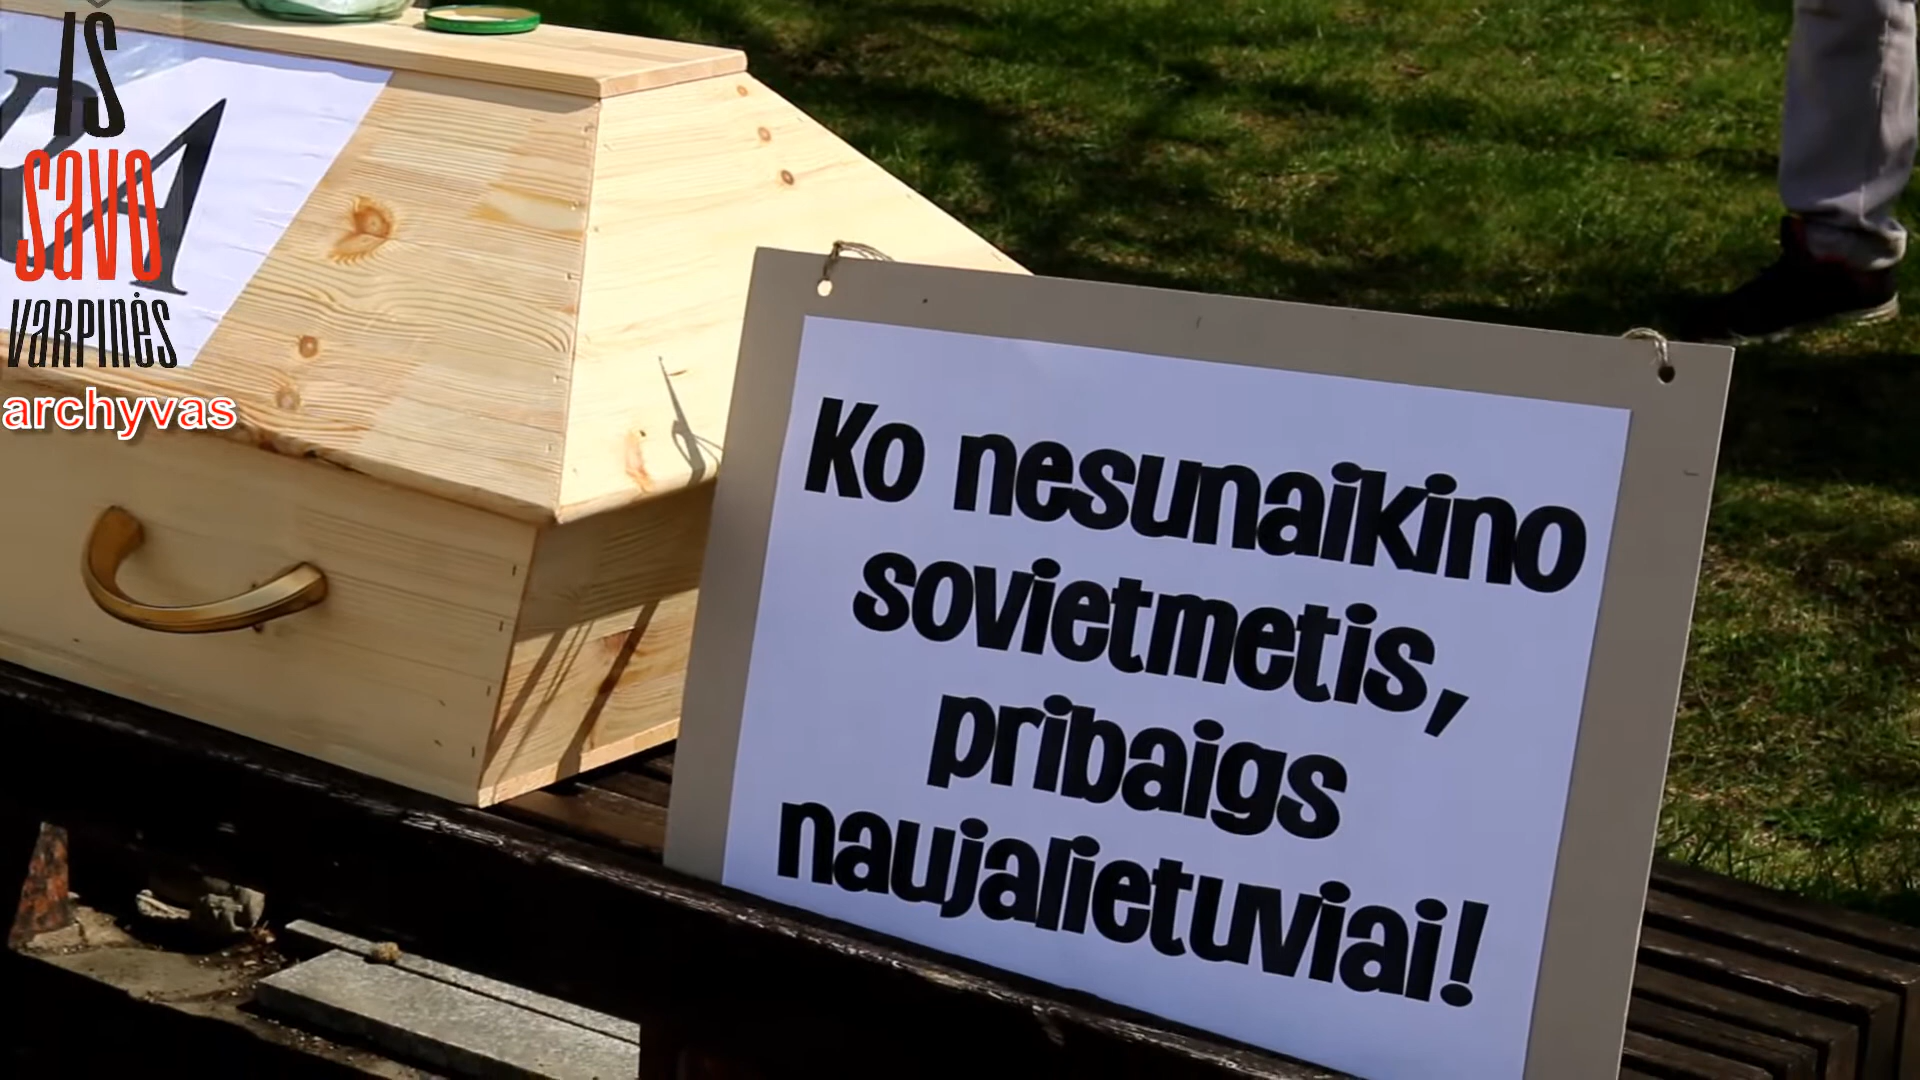 IŠ
savo
VARPINĖS
archyvas
Ko nesunaikino
sovietmetis,
pribaigs
naujalietuviai!